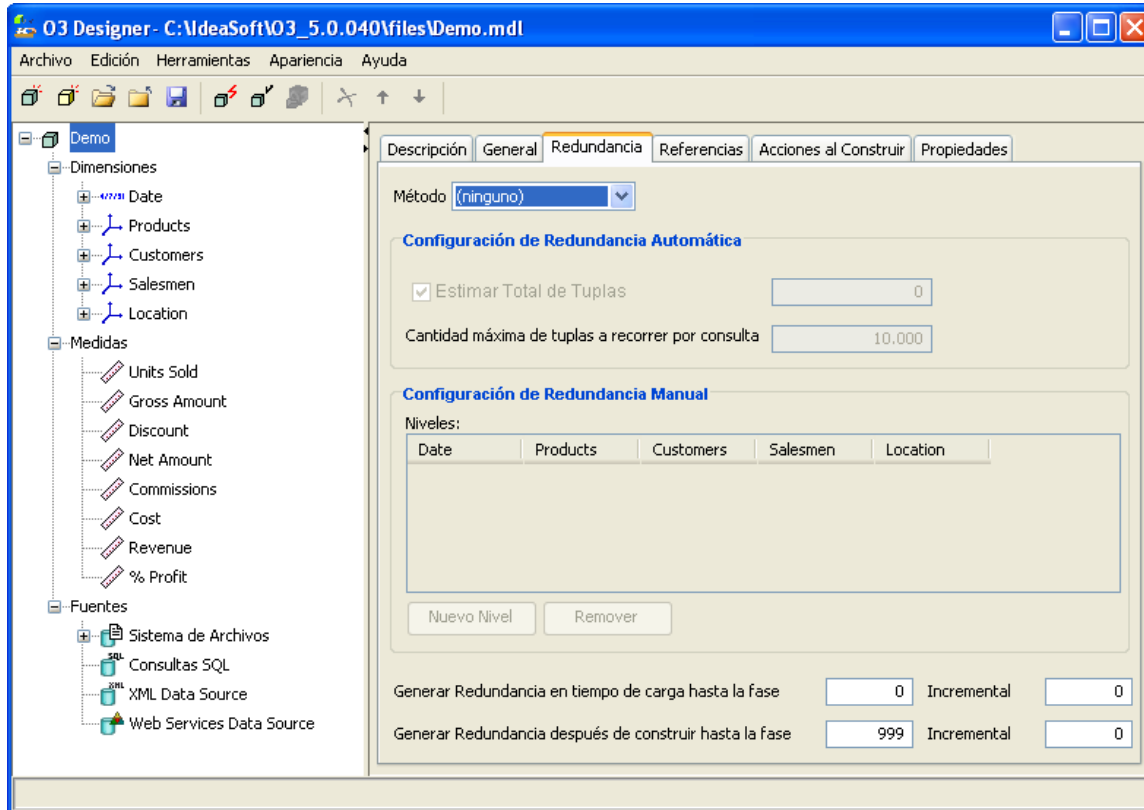 O3 Designer - C:\IdeaSoft\O3_5.0.040\files\Demo.mdl
Archivo Edición Herramientas Apariencia Ayuda
Demo
Dimensiones
Date
Products
Customers
Salesmen
Location
Medidas
Units Sold
Gross Amount
Discount
Net Amount
Commissions
Cost
Revenue
% Profit
Fuentes
Sistema de Archivos
SQL
Consultas SQL
XML
XML Data Source
Web Services Data Source
Descripción General Redundancia Referencias Acciones al Construir Propiedades
Método (ninguno)
Configuración de Redundancia Automática
Estimar Total de Tuplas 0
Cantidad máxima de tuplas a recorrer por consulta 10.000
Configuración de Redundancia Manual
Niveles:
Date Products Customers Salesmen Location
Nuevo Nivel Remover
Generar Redundancia en tiempo de carga hasta la fase 0 Incremental 0
Generar Redundancia después de construir hasta la fase 999 Incremental 0